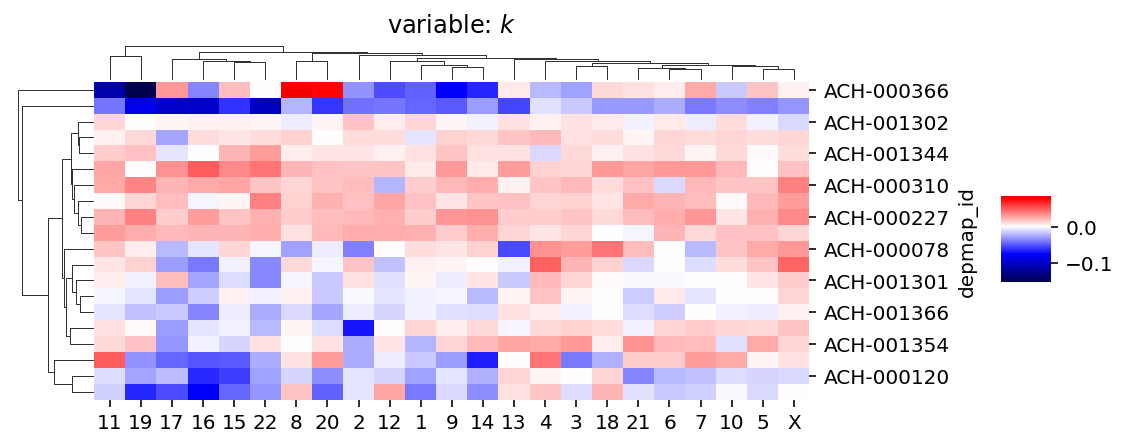 variable: k
ACH-000366
ACH-001302
ACH-001344
ACH-000310
ACH-000227
ACH-000078
ACH-001301
ACH-001366
ACH-001354
ACH-000120
depmap_id
0.0
−0.1
11 19 17 16 15 22 8 20 2 12 1 9 14 13 4 3 18 21 6 7 10 5 X